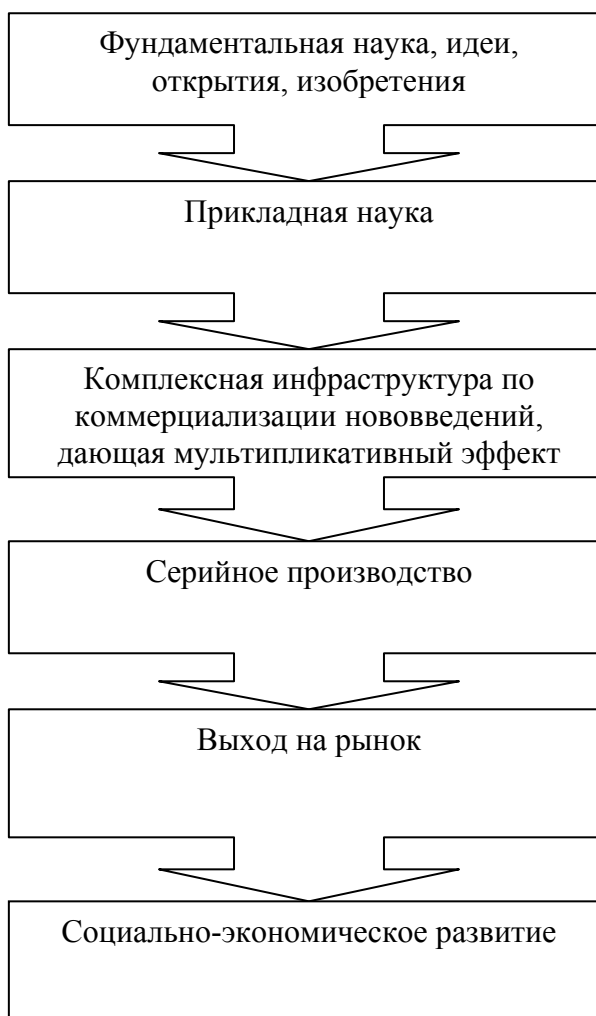 Фундаментальная наука, идеи,
открытия, изобретения
Прикладная наука
Комплексная инфраструктура по
коммерциализации нововведений,
дающая мультипликативный эффект
Серийное производство
Выход на рынок
Социально-экономическое развитие